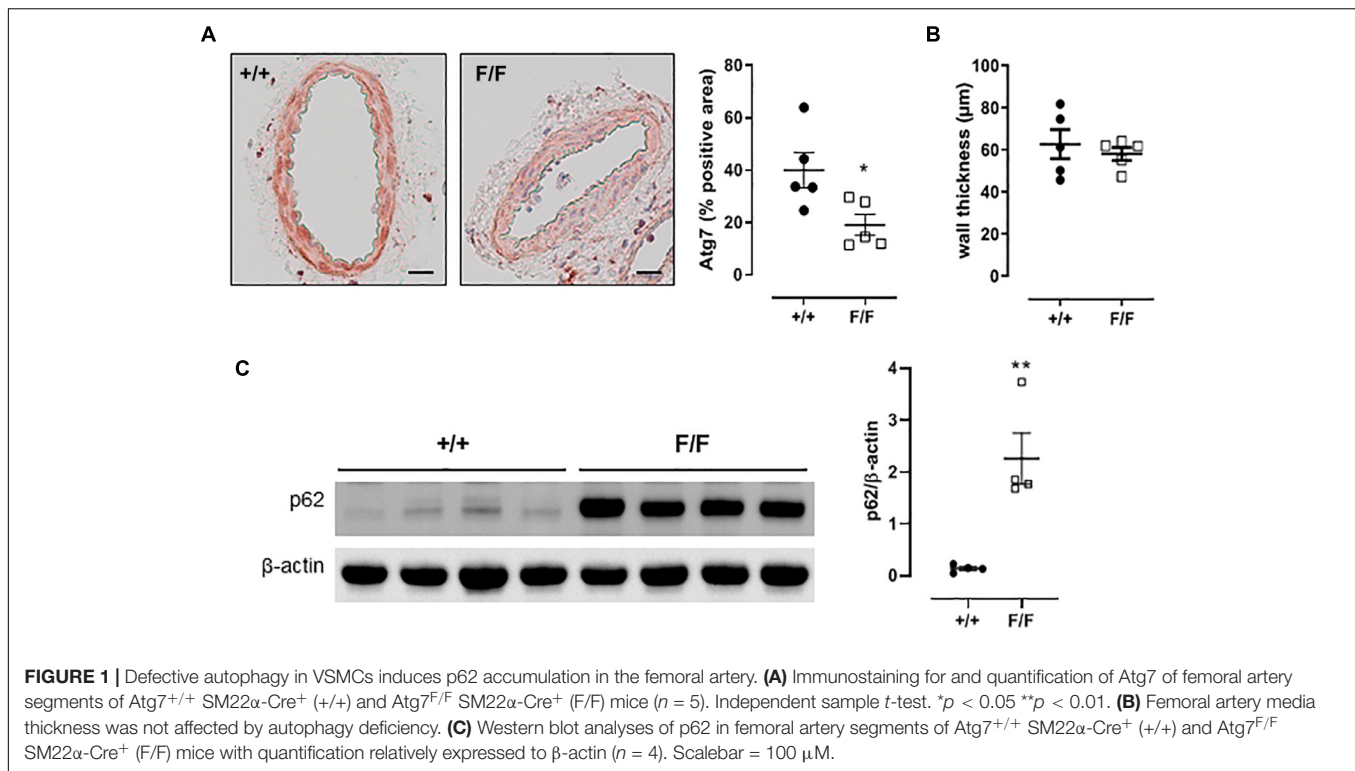 A
+/+
F/F
Atg7 (% positive area)
80
60
40
20
0
*
+/+ F/F
B
wall thickness (µm)
100
80
60
40
20
0
+/+ F/F
C
+/+ F/F
p62
β-actin
p62/β-actin
4
3
2
1
0
**
+/+ F/F
FIGURE 1 | Defective autophagy in VSMCs induces p62 accumulation in the femoral artery. (A) Immunostaining for and quantification of Atg7 of femoral artery
segments of Atg7+/+ SM22α-Cre+ (+/+) and Atg7F/F SM22α-Cre+ (F/F) mice (n = 5). Independent sample t-test. *p < 0.05 **p < 0.01. (B) Femoral artery media
thickness was not affected by autophagy deficiency. (C) Western blot analyses of p62 in femoral artery segments of Atg7+/+ SM22α-Cre+ (+/+) and Atg7F/F
SM22α-Cre+ (F/F) mice with quantification relatively expressed to β-actin (n = 4). Scalebar = 100 µM.